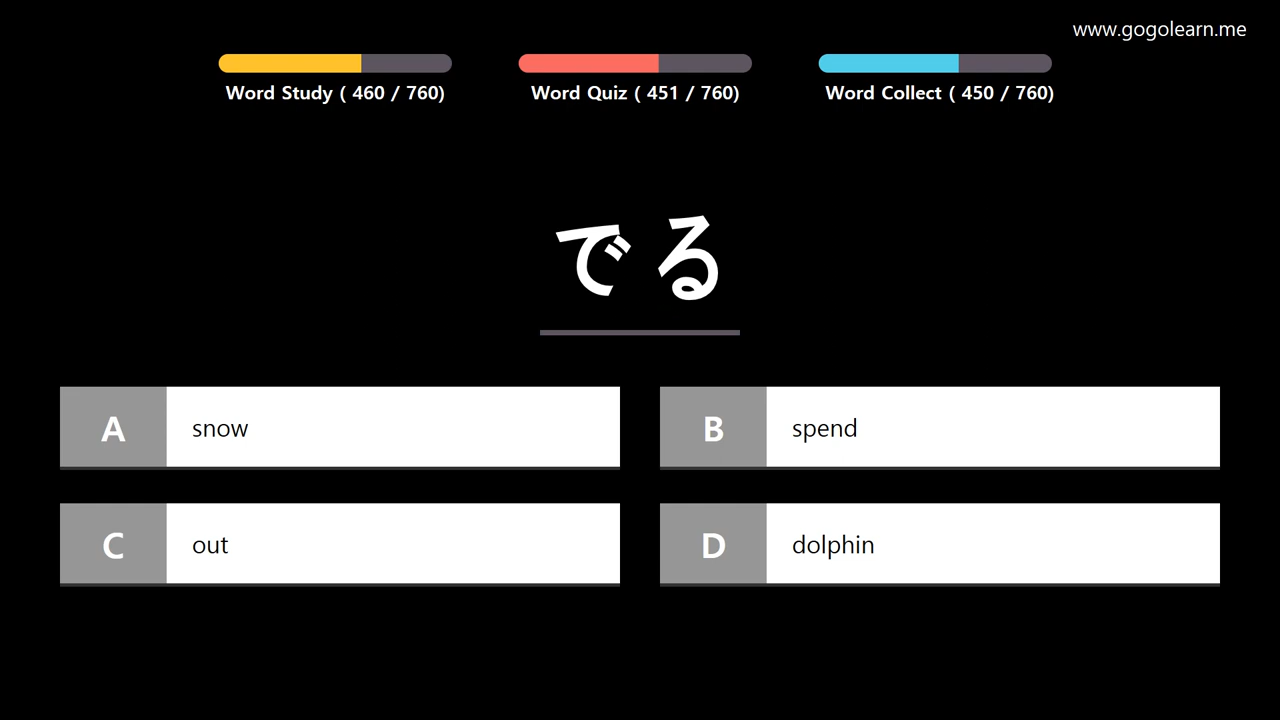 www.gogolearn.me
Word Study ( 460 / 760)
Word Quiz ( 451 / 760)
Word Collect ( 450 / 760)
でる
A snow
B spend
C out
D dolphin